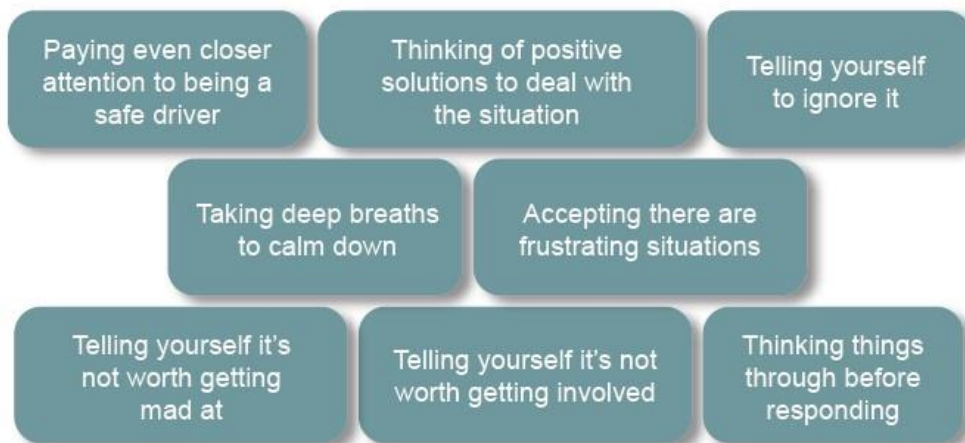 Paying even closer
attention to being a
safe driver
Thinking of positive
solutions to deal with
the situation
Telling yourself
to ignore it
Taking deep breaths
to calm down
Accepting there are
frustrating situations
Telling yourself it's
not worth getting
mad at
Telling yourself it's not
worth getting involved
Thinking things
through before
responding